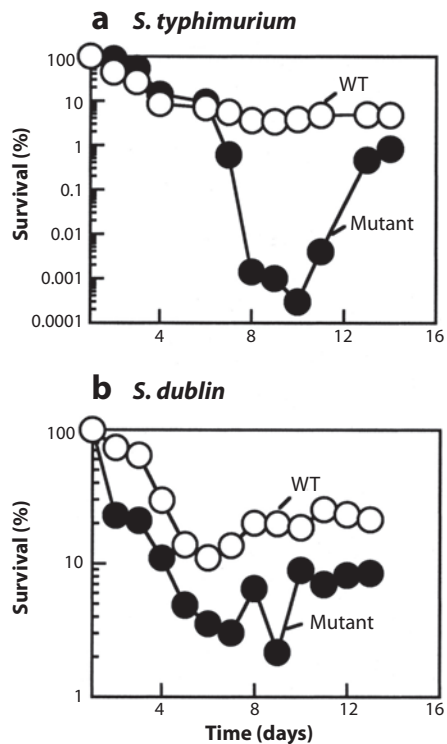 a S. typhimurium
100
10
1
0.1
0.01
0.001
0.0001
Survival (%)
WT
Mutant
4
8
12
16
b S. dublin
100
10
1
Survival (%)
WT
Mutant
4
8
12
16
Time (days)